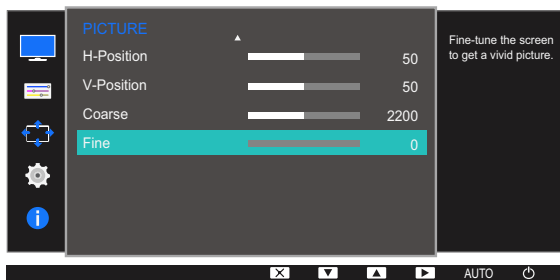 PICTURE
H-Position 50
V-Position 50
Coarse 2200
Fine 0
Fine-tune the screen
to get a vivid picture.
AUTO